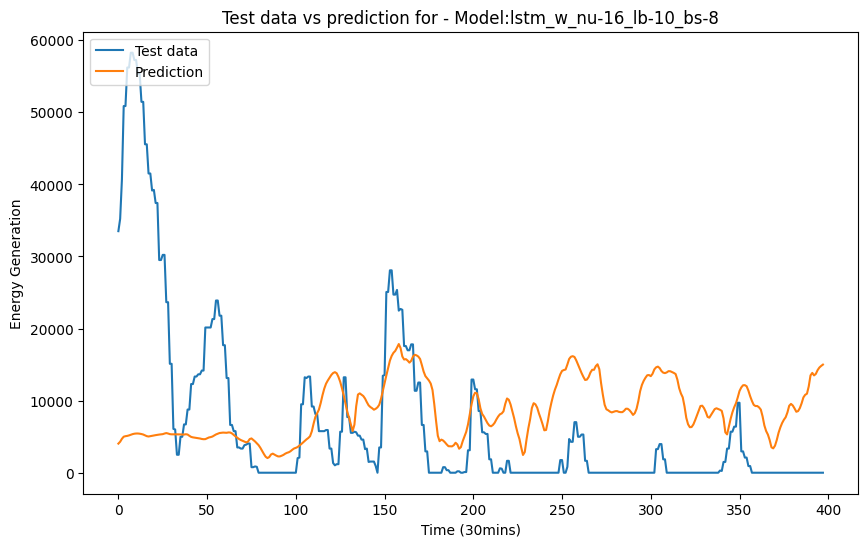 Test data vs prediction for - Model:lstm_w_nu-16_lb-10_bs-8
Test data
Prediction
60000
50000
40000
30000
20000
10000
0
Energy Generation
0 50 100 150 200 250 300 350 400
Time (30mins)